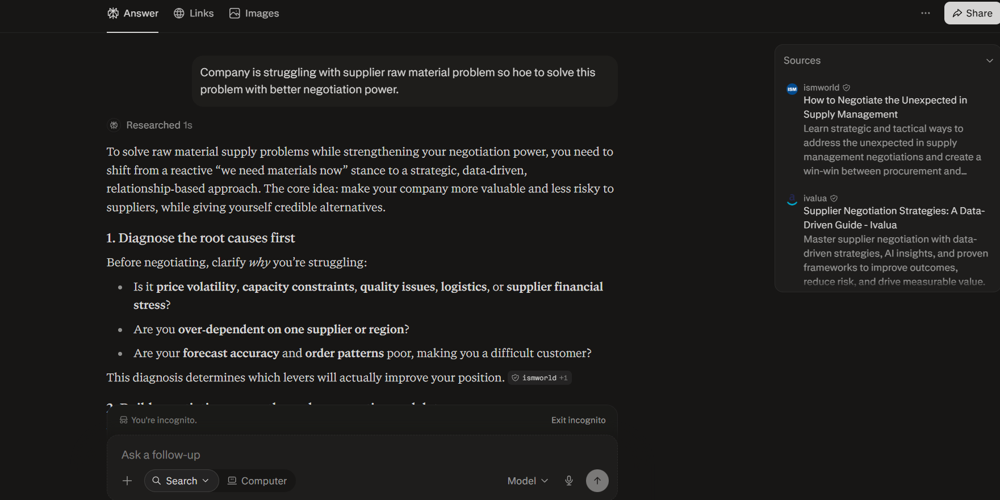 Answer
Links
Images
Share
Company is struggling with supplier raw material problem so hoe to solve this
problem with better negotiation power.
Researched 1s
To solve raw material supply problems while strengthening your negotiation power, you need to
shift from a reactive “we need materials now” stance to a strategic, data-driven,
relationship-based approach. The core idea: make your company more valuable and less risky to
suppliers, while giving yourself credible alternatives.
1. Diagnose the root causes first
Before negotiating, clarify why you’re struggling:
• Is it price volatility, capacity constraints, quality issues, logistics, or supplier financial
stress?
• Are you over-dependent on one supplier or region?
• Are your forecast accuracy and order patterns poor, making you a difficult customer?
This diagnosis determines which levers will actually improve your position. ismworld +1
You're incognito.
Exit incognito
Ask a follow-up
Search
Computer
Model
Sources
ISM ismworld
How to Negotiate the Unexpected in
Supply Management
Learn strategic and tactical ways to
address the unexpected in supply
management negotiations and create a
win-win between procurement and...
ivalua
Supplier Negotiation Strategies: A Data-
Driven Guide - Ivalua
Master supplier negotiation with data-
driven strategies, AI insights, and proven
frameworks to improve outcomes,
reduce risk, and drive measurable value.